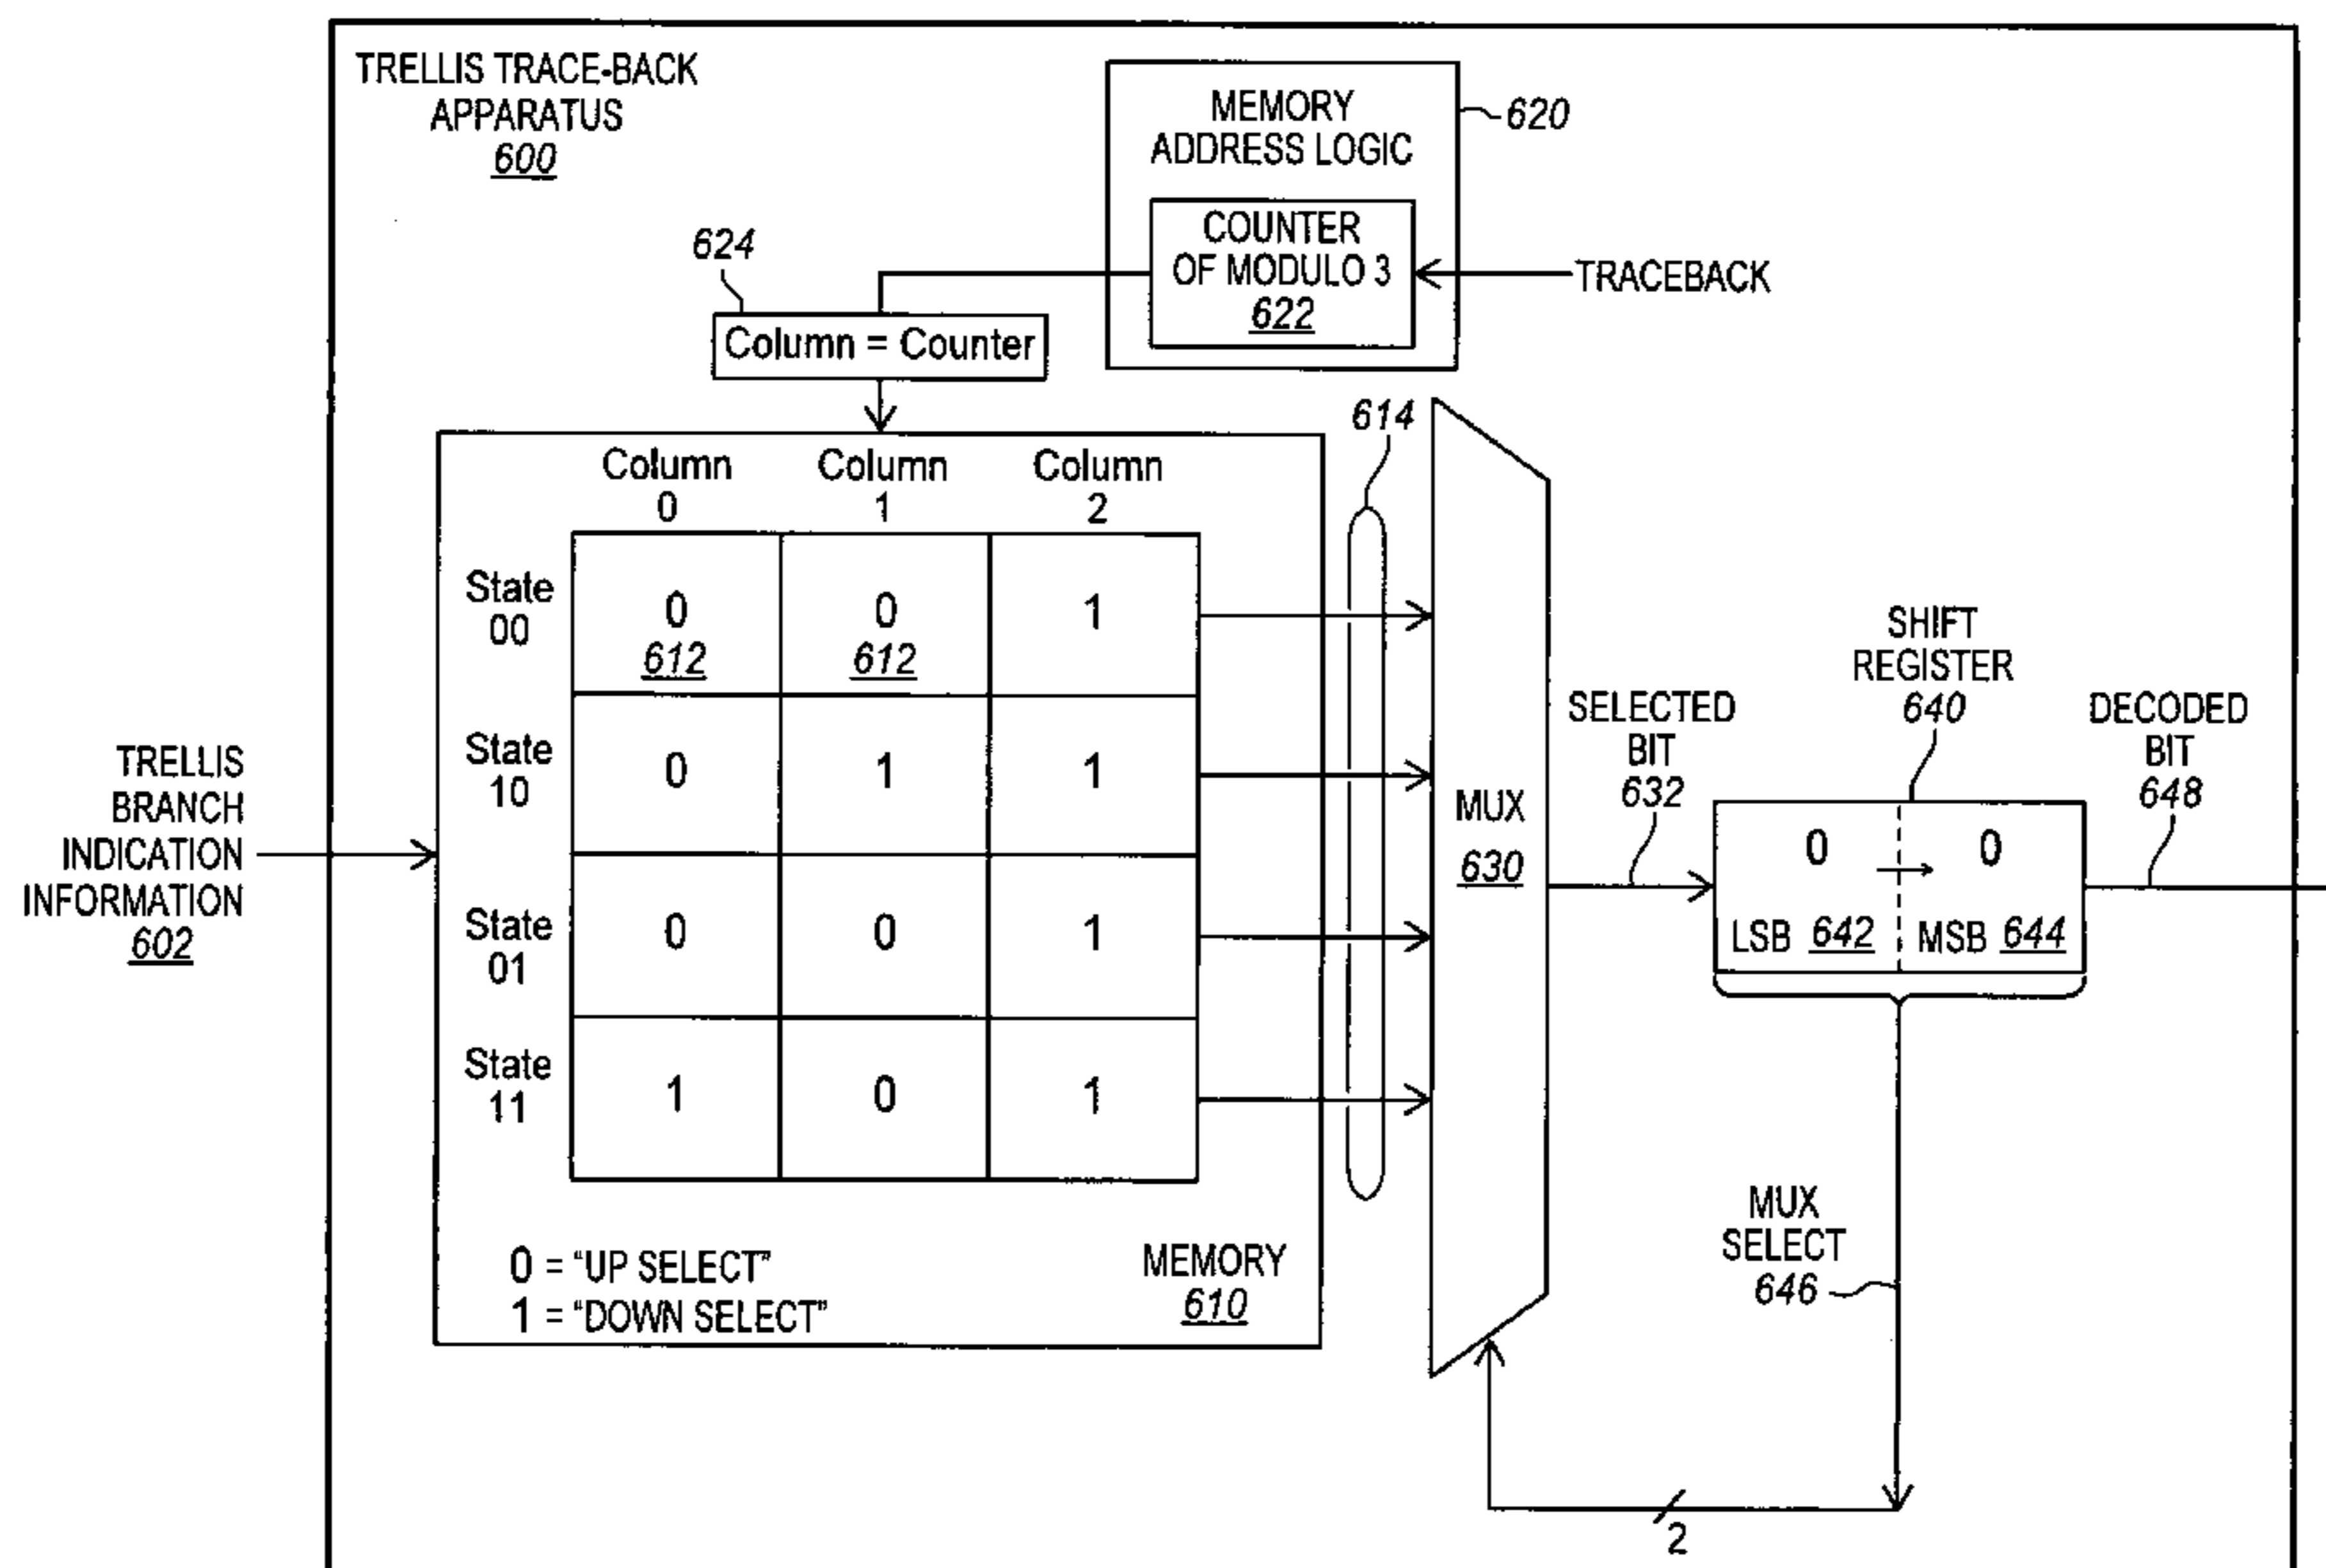 TRELLIS TRACE-BACK
APPARATUS
600
MEMORY
ADDRESS LOGIC
620
COUNTER
OF MODULO 3
622
TRACEBACK
624
Column = Counter
614
Column
0
Column
1
Column
2
State
00
0
612
0
612
1
State
10
0
1
1
State
01
0
0
1
State
11
1
0
1
0 = "UP SELECT"
1 = "DOWN SELECT"
MEMORY
610
TRELLIS
BRANCH
INDICATION
INFORMATION
602
MUX
630
SELECTED
BIT
632
SHIFT
REGISTER
640
DECODED
BIT
648
0
0
LSB 642
MSB 644
MUX
SELECT
646
2